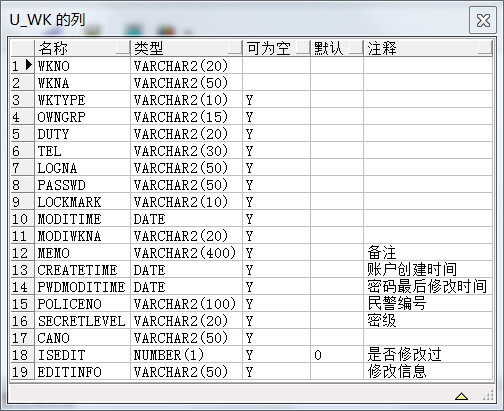 U_WK 的列
名称 类型 可为空 默认 注释
1 WKNO VARCHAR2(20)
2 WKNA VARCHAR2(50)
3 WKTYPE VARCHAR2(10) Y
4 OWNGRP VARCHAR2(15) Y
5 DUTY VARCHAR2(20) Y
6 TEL VARCHAR2(30) Y
7 LOGNA VARCHAR2(50) Y
8 PASSWD VARCHAR2(50) Y
9 LOCKMARK VARCHAR2(10) Y
10 MODITIME DATE Y
11 MODIWKNA VARCHAR2(20) Y
12 MEMO VARCHAR2(400) Y 备注
13 CREATETIME DATE Y 账户创建时间
14 PWDMODITIME DATE Y 密码最后修改时间
15 POLICENO VARCHAR2(100) Y 民警编号
16 SECRETLEVEL VARCHAR2(20) Y 密级
17 CANO VARCHAR2(50) Y
18 ISEDIT NUMBER(1) Y 0 是否修改过
19 EDITINFO VARCHAR2(50) Y 修改信息